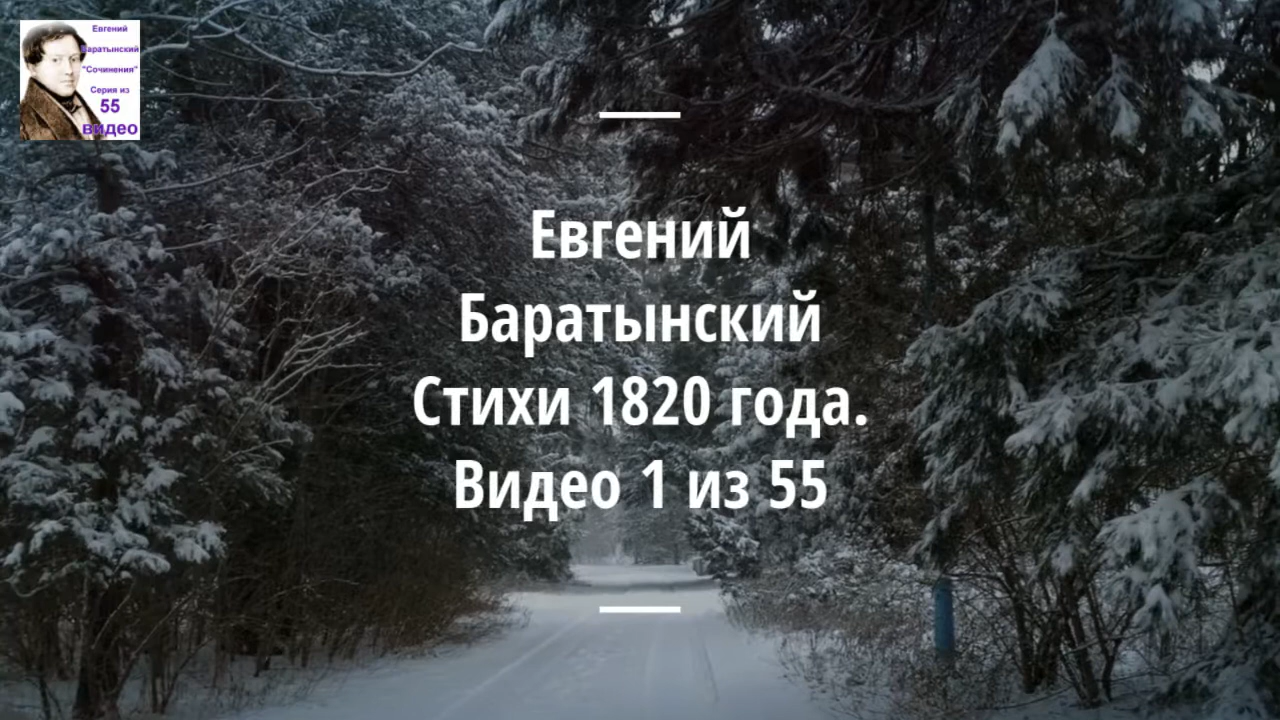 Евгений
Баратынский
"Сочинения"
Серия из
55
видео
Евгений
Баратынский
Стихи 1820 года.
Видео 1 из 55